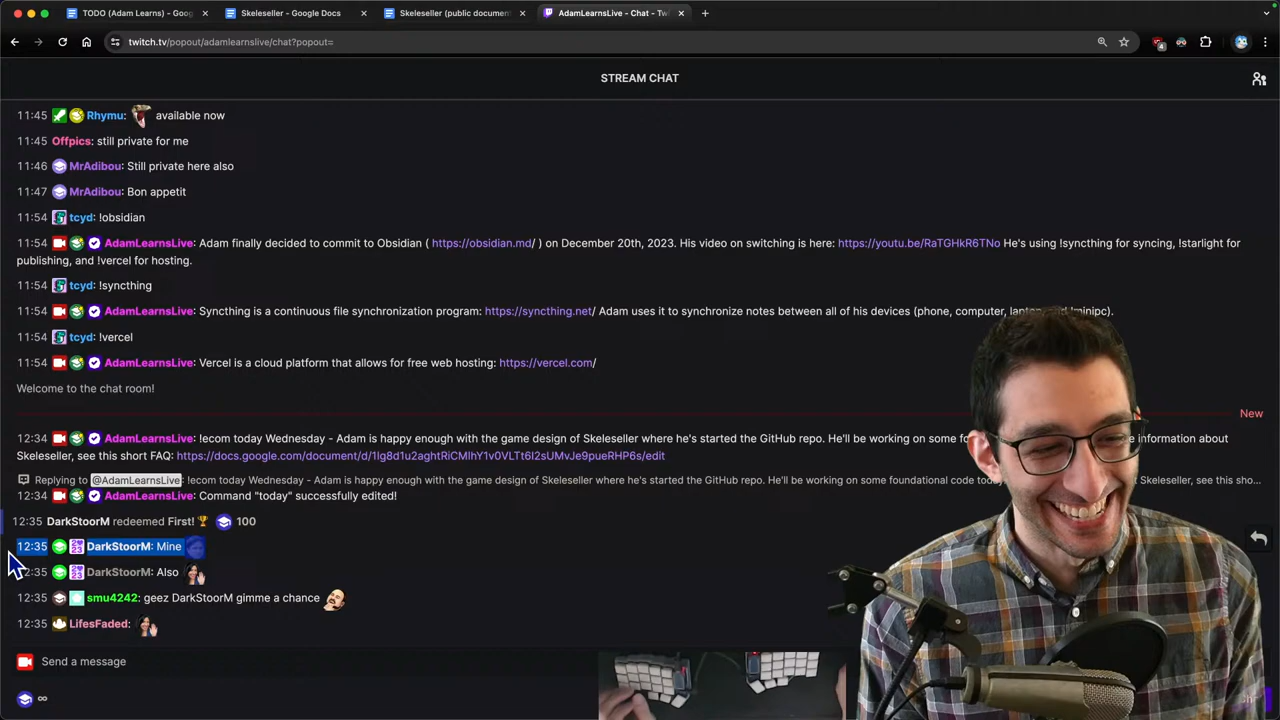 TODO (Adam Learns) - Goog
Skeleseller - Google Docs
Skeleseller (public document
AdamLearnsLive - Chat - Tw
twitch.tv/popout/adamlearnslive/chat?popout=
STREAM CHAT
11:45 Rhymu: available now
11:45 Offpics: still private for me
11:46 MrAdibou: Still private here also
11:47 MrAdibou: Bon appetit
11:54 tcyd: !obsidian
11:54 AdamLearnsLive: Adam finally decided to commit to Obsidian ( https://obsidian.md/ ) on December 20th, 2023. His video on switching is here: https://youtu.be/RaTGHkR6TNo He's using !syncthing for syncing, !starlight for
publishing, and !vercel for hosting.
11:54 tcyd: !syncthing
11:54 AdamLearnsLive: Syncthing is a continuous file synchronization program: https://syncthing.net/ Adam uses it to synchronize notes between all of his devices (phone, computer, laptop, and !minipc).
11:54 tcyd: !vercel
11:54 AdamLearnsLive: Vercel is a cloud platform that allows for free web hosting: https://vercel.com/
Welcome to the chat room!
New
12:34 AdamLearnsLive: !ecom today Wednesday - Adam is happy enough with the game design of Skeleseller where he's started the GitHub repo. He'll be working on some fo information about
Skeleseller, see this short FAQ: https://docs.google.com/document/d/1lg8d1u2aghtRiCMIhY1v0VLTt6I2sUMvJe9pueRHP6s/edit
Replying to @AdamLearnsLive: !ecom today Wednesday - Adam is happy enough with the game design of Skeleseller where he's started the GitHub repo. He'll be working on some foundational code toda Skeleseller, see this sho...
12:34 AdamLearnsLive: Command "today" successfully edited!
12:35 DarkStoorM redeemed First! 100
12:35 DarkStoorM: Mine
12:35 DarkStoorM: Also
12:35 smu4242: geez DarkStoorM gimme a chance
12:35 LifesFaded:
Send a message
∞